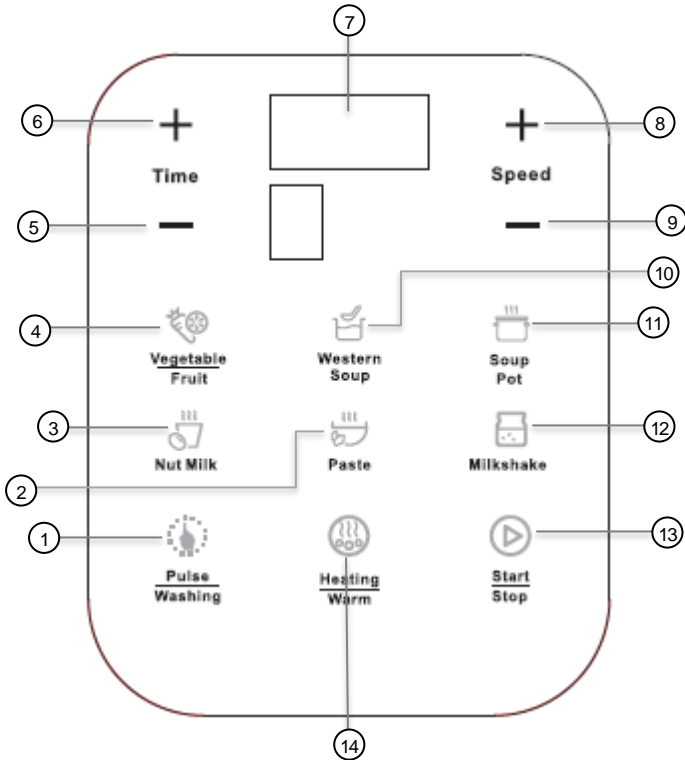 7
6
+
+
8
Time
Speed
5
−
−
9
10
4
11
Vegetable
Fruit
Western
Soup
Soup
Pot
3
12
Nut Milk
Paste
Milkshake
2
1
13
Pulse
Washing
Heating
Warm
Start
Stop
14